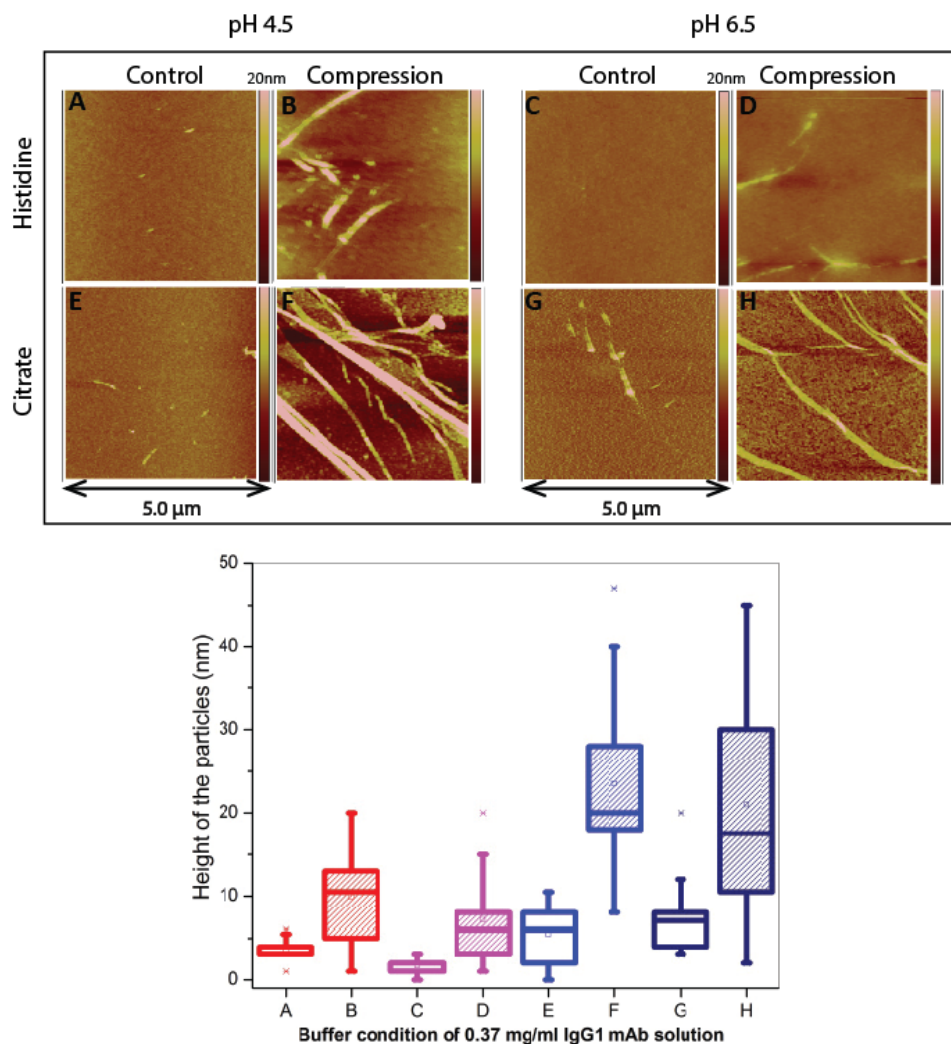 pH 4.5 pH 6.5
Control 20nm Compression Control 20nm Compression
Histidine
A B C D
Citrate
E F G H
5.0 μm 5.0 μm
Height of the particles (nm)
50
40
30
20
10
0
A B C D E F G H
Buffer condition of 0.37 mg/ml IgG1 mAb solution